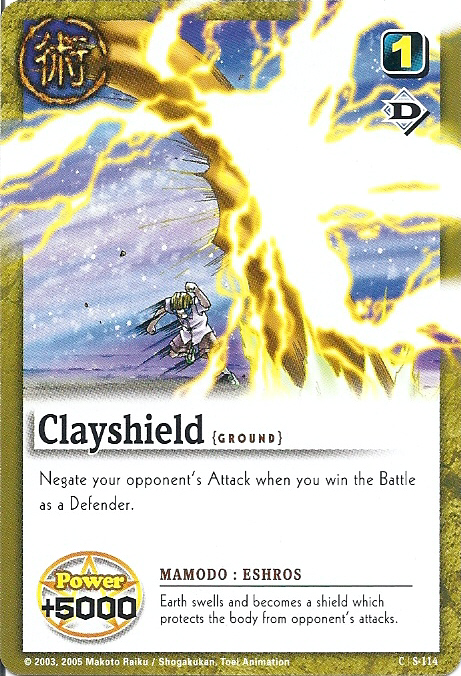 術
1
D
Clayshield {GROUND}
Negate your opponent's Attack when you win the Battle
as a Defender.
Power
+5000
MAMODO : ESHROS
Earth swells and becomes a shield which
protects the body from opponent's attacks.
© 2003, 2005 Makoto Raiku / Shogakukan, Toei Animation
C | S-114